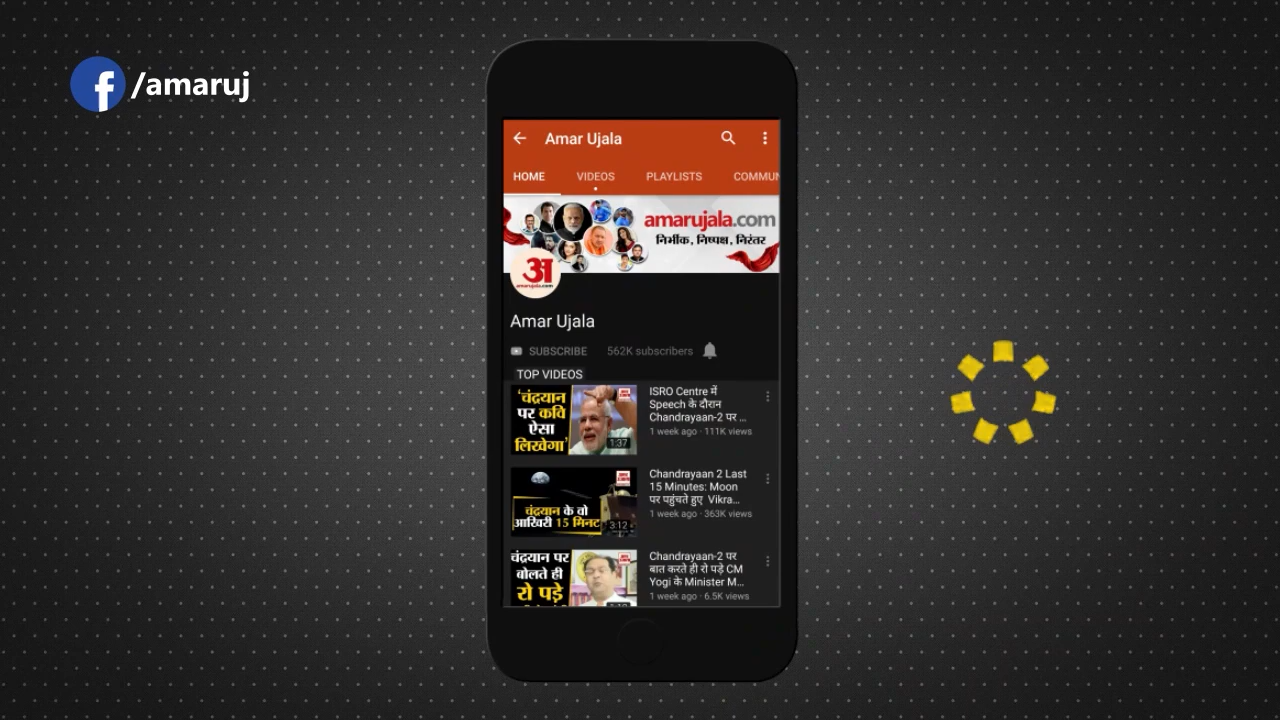 /amaruj
Amar Ujala
HOME VIDEOS PLAYLISTS COMMUN
amarujala.com
निर्भीक, निष्पक्ष, निरंतर
अ
amarujala.com
Amar Ujala
SUBSCRIBE 562K subscribers
TOP VIDEOS
'चंद्रयान
पर कवि
ऐसा
लिखेगा'
1:37
ISRO Centre में
Speech के दौरान
Chandrayaan-2 पर ...
1 week ago · 111K views
चंद्रयान के वो
आखिरी 15 मिनट
3:12
Chandrayaan 2 Last
15 Minutes: Moon
पर पहुंचते हुए Vikra...
1 week ago · 363K views
चंद्रयान पर
बोलते ही
रो पड़े
Chandrayaan-2 पर
बात करते ही रो पड़े CM
Yogi के Minister M...
1 week ago · 6.5K views